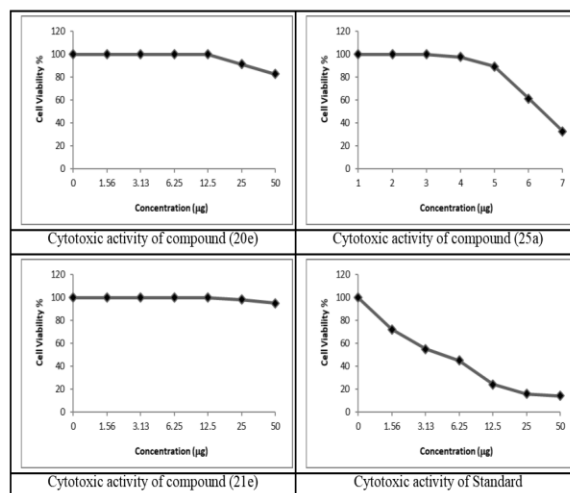 120
100
80
60
40
20
0
Cell Viability %
0 1.56 3.13 6.25 12.5 25 50
Concentration (µg)
Cytotoxic activity of compound (20e)
120
100
80
60
40
20
0
Cell Viability %
1 2 3 4 5 6 7
Concentration (µg)
Cytotoxic activity of compound (25a)
120
100
80
60
40
20
0
Cell Viability %
0 1.56 3.13 6.25 12.5 25 50
Concentration (µg)
Cytotoxic activity of compound (21e)
120
100
80
60
40
20
0
Cell Viability %
0 1.56 3.13 6.25 12.5 25 50
Concentration (µg)
Cytotoxic activity of Standard